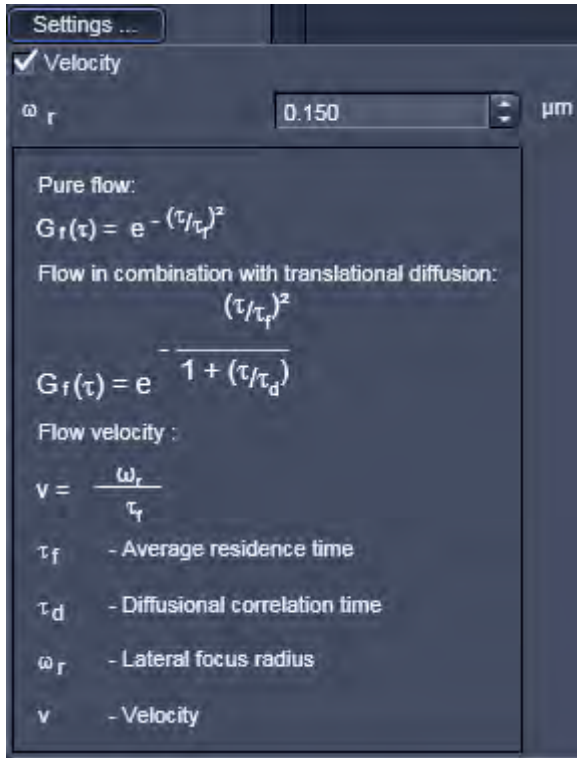 Settings ...
Velocity
ω r 0.150 μm
Pure flow:
G f(τ) = e -(τ/τf)²
Flow in combination with translational diffusion:
G f(τ) = e - (τ/τf)² / 1 + (τ/τd)
Flow velocity :
v = ωr / τf
τf - Average residence time
τd - Diffusional correlation time
ωr - Lateral focus radius
v - Velocity